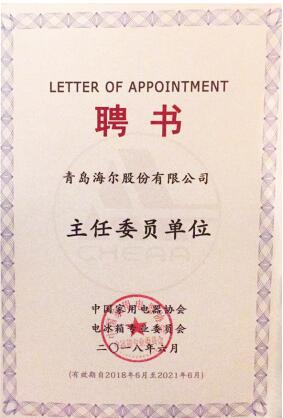 LETTER OF APPOINTMENT
聘书
青岛海尔股份有限公司
主任委员单位
中国家用电器协会
电冰箱专业委员会
二〇一八年六月
(有效期自2018年6月至2021年6月)